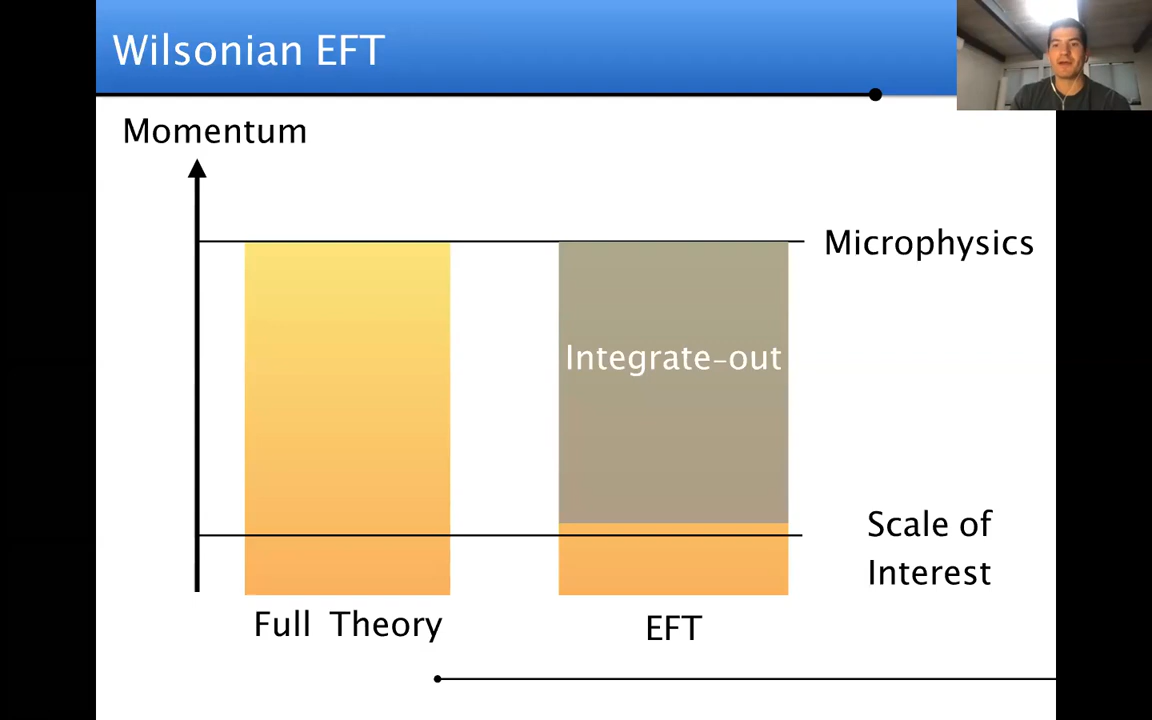 Wilsonian EFT
Momentum
Microphysics
Integrate-out
Scale of
Interest
Full Theory
EFT